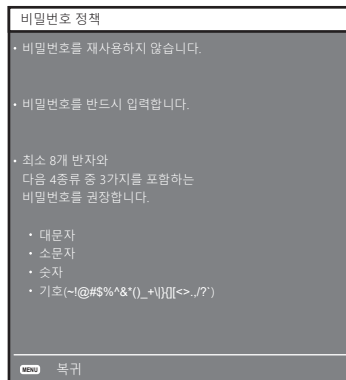 비밀번호 정책
• 비밀번호를 재사용하지 않습니다.
• 비밀번호를 반드시 입력합니다.
• 최소 8개 반자와
다음 4종류 중 3가지를 포함하는
비밀번호를 권장합니다.
• 대문자
• 소문자
• 숫자
• 기호(~!@#$%^&*()_+\|}{][<>.,/?`)
MENU 복귀